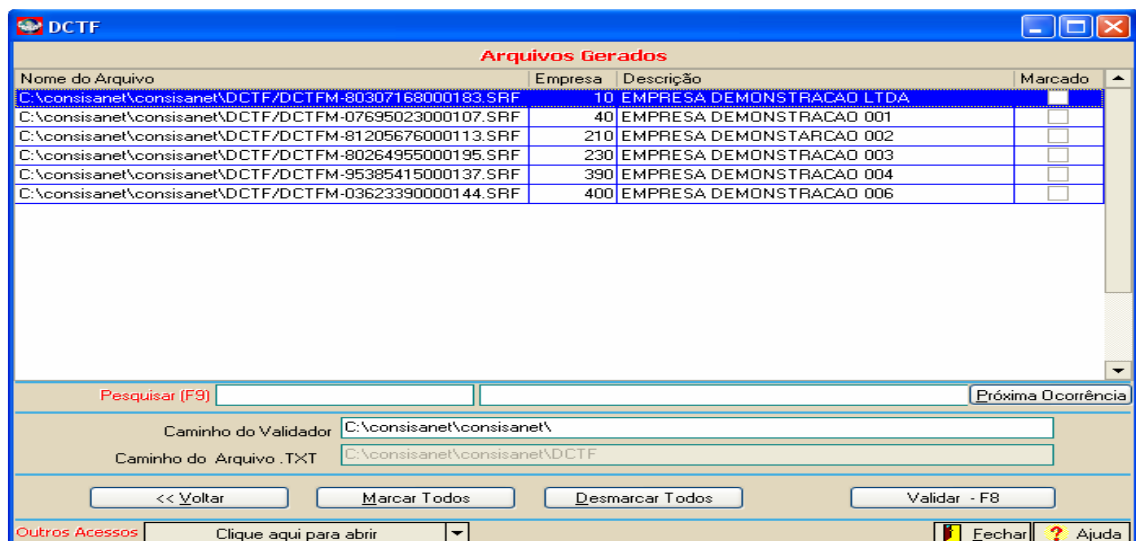 DCTF
Arquivos Gerados
Nome do Arquivo Empresa Descrição Marcado
C:\consisanet\consisanet\DCTF/DCTFM-80307168000183.SRF 10 EMPRESA DEMONSTRACAO LTDA
C:\consisanet\consisanet\DCTF/DCTFM-07695023000107.SRF 40 EMPRESA DEMONSTRACAO 001
C:\consisanet\consisanet\DCTF/DCTFM-81205676000113.SRF 210 EMPRESA DEMONSTARCAO 002
C:\consisanet\consisanet\DCTF/DCTFM-80264955000195.SRF 230 EMPRESA DEMONSTRACAO 003
C:\consisanet\consisanet\DCTF/DCTFM-95385415000137.SRF 390 EMPRESA DEMONSTRACAO 004
C:\consisanet\consisanet\DCTF/DCTFM-03623390000144.SRF 400 EMPRESA DEMONSTRACAO 006
Pesquisar (F9) Próxima Ocorrência
Caminho do Validador C:\consisanet\consisanet\
Caminho do Arquivo .TXT C:\consisanet\consisanet\DCTF
<< Voltar Marcar Todos Desmarcar Todos Validar - F8
Outros Acessos Clique aqui para abrir Fechar Ajuda